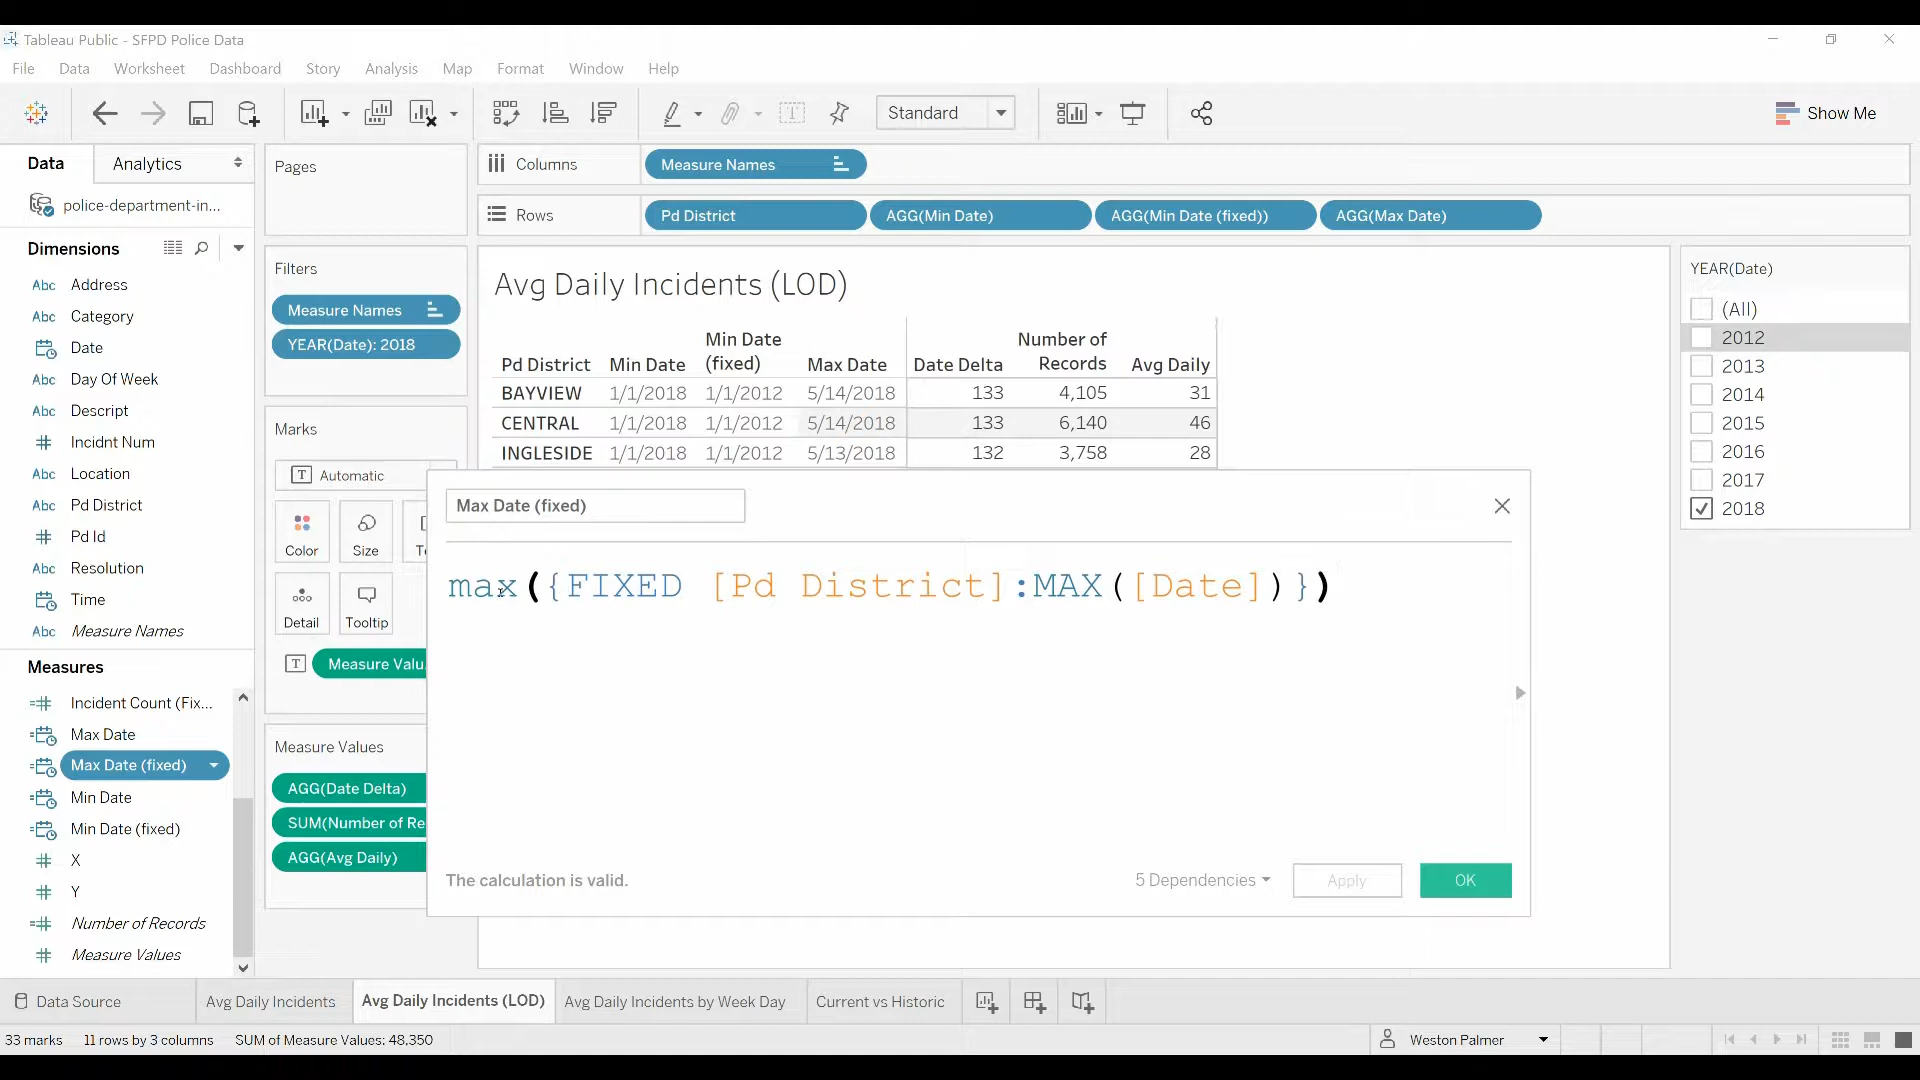 Tableau Public - SFPD Police Data
File Data Worksheet Dashboard Story Analysis Map Format Window Help
Standard
Show Me
Data
Analytics
police-department-in...
Dimensions
Abc Address
Abc Category
Date
Abc Day Of Week
Abc Descript
# Incidnt Num
Abc Location
Abc Pd District
# Pd Id
Abc Resolution
Time
Abc Measure Names
Measures
Incident Count (Fix...
Max Date
Max Date (fixed)
Min Date
Min Date (fixed)
# X
# Y
=# Number of Records
# Measure Values
Pages
Filters
Measure Names
YEAR(Date): 2018
Marks
T Automatic
Color Size Te
Detail Tooltip
T Measure Valu.
Measure Values
AGG(Date Delta)
SUM(Number of Re
AGG(Avg Daily)
Columns
Measure Names
Rows
Pd District AGG(Min Date) AGG(Min Date (fixed)) AGG(Max Date)
Avg Daily Incidents (LOD)
Pd District Min Date Min Date (fixed) Max Date Date Delta Number of Records Avg Daily
BAYVIEW 1/1/2018 1/1/2012 5/14/2018 133 4,105 31
CENTRAL 1/1/2018 1/1/2012 5/14/2018 133 6,140 46
INGLESIDE 1/1/2018 1/1/2012 5/13/2018 132 3,758 28
Max Date (fixed)
max({FIXED [Pd District]:MAX([Date])})
The calculation is valid.
5 Dependencies
Apply
OK
YEAR(Date)
(All)
2012
2013
2014
2015
2016
2017
2018
Data Source Avg Daily Incidents Avg Daily Incidents (LOD) Avg Daily Incidents by Week Day Current vs Historic
33 marks 11 rows by 3 columns SUM of Measure Values: 48,350
Weston Palmer